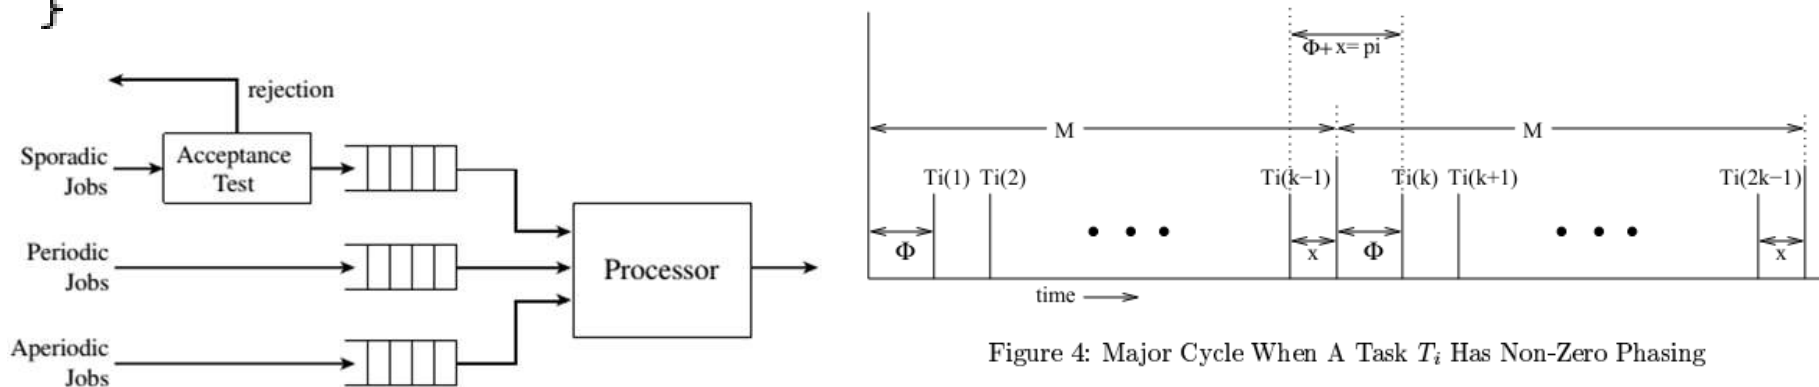 }
rejection
Sporadic
Jobs
Acceptance
Test
Periodic
Jobs
Processor
Aperiodic
Jobs
Φ+x=pi
M
M
Ti(1) Ti(2)
Ti(k−1)
Ti(k) Ti(k+1)
Ti(2k−1)
Φ
x
Φ
x
time
Figure 4: Major Cycle When A Task Ti Has Non-Zero Phasing